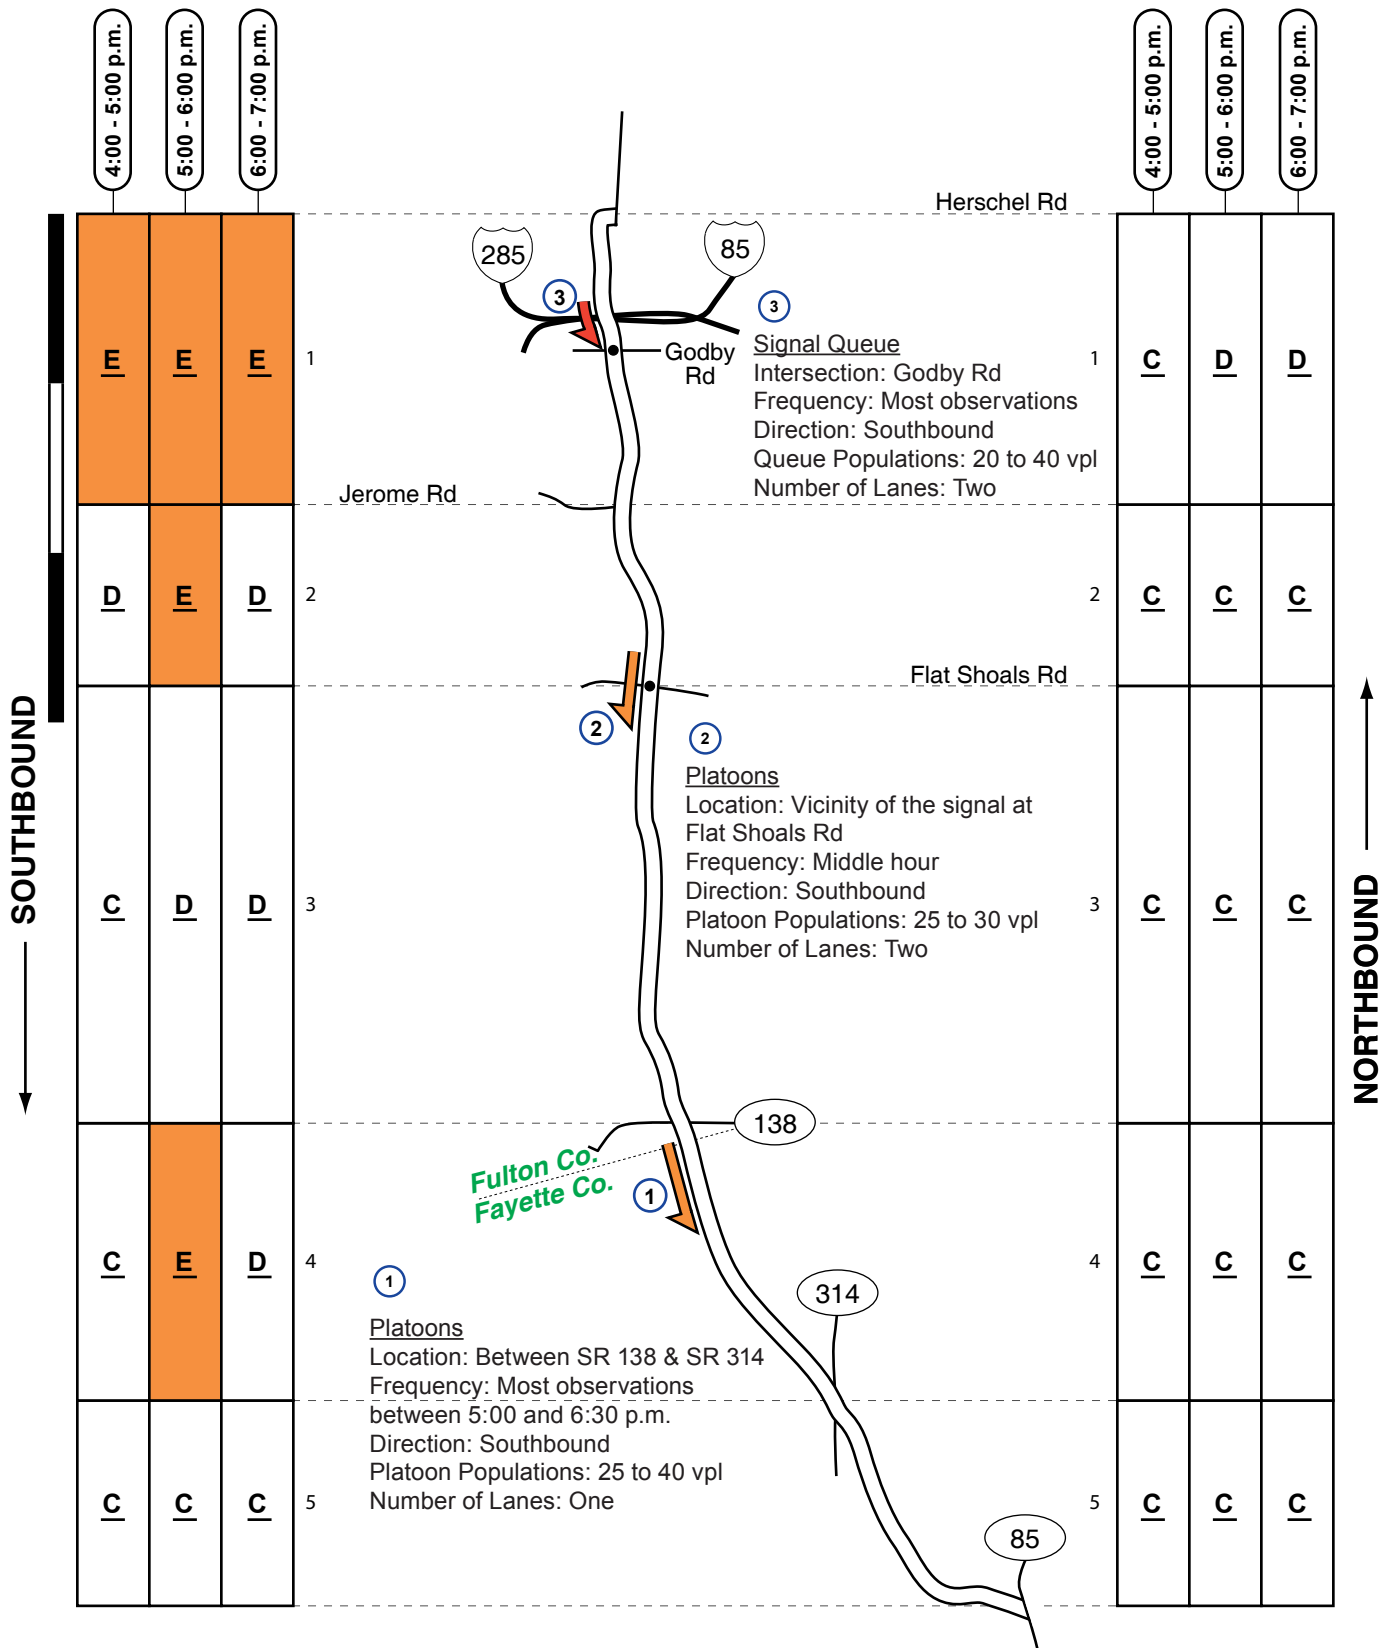 4:00 - 5:00 p.m.
5:00 - 6:00 p.m.
6:00 - 7:00 p.m.
4:00 - 5:00 p.m.
5:00 - 6:00 p.m.
6:00 - 7:00 p.m.
Herschel Rd
285
85
3
3
Signal Queue
Intersection: Godby Rd
Frequency: Most observations
Direction: Southbound
Queue Populations: 20 to 40 vpl
Number of Lanes: Two
Godby
Rd
E E E 1
1 C D D
Jerome Rd
D E D 2
2 C C C
Flat Shoals Rd
2
2
Platoons
Location: Vicinity of the signal at
Flat Shoals Rd
Frequency: Middle hour
Direction: Southbound
Platoon Populations: 25 to 30 vpl
Number of Lanes: Two
SOUTHBOUND
NORTHBOUND
C D D 3
3 C C C
138
Fulton Co.
Fayette Co.
1
C E D 4
4 C C C
314
1
Platoons
Location: Between SR 138 & SR 314
Frequency: Most observations
between 5:00 and 6:30 p.m.
Direction: Southbound
Platoon Populations: 25 to 40 vpl
Number of Lanes: One
C C C 5
5 C C C
85